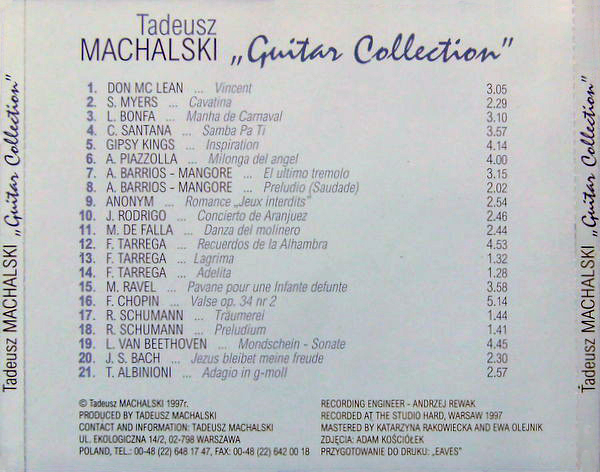 Tadeusz
MACHALSKI „Guitar Collection"
1. DON MC LEAN ... Vincent 3.05
2. S. MYERS ... Cavatina 2.29
3. L. BONFA ... Manha de Carnaval 3.10
4. C. SANTANA ... Samba Pa Ti 3.57
5. GIPSY KINGS ... Inspiration 4.14
6. A. PIAZZOLLA ... Milonga del angel 4.00
7. A. BARRIOS - MANGORE ... El ultimo tremolo 3.15
8. A. BARRIOS - MANGORE ... Preludio (Saudade) 2.02
9. ANONYM ... Romance „Jeux interdits" 2.54
10. J. RODRIGO ... Concierto de Aranjuez 2.46
11. M. DE FALLA ... Danza del molinero 2.44
12. F. TARREGA ... Recuerdos de la Alhambra 4.53
13. F. TARREGA ... Lagrima 1.32
14. F. TARREGA ... Adelita 1.28
15. M. RAVEL ... Pavane pour une Infante defunte 3.58
16. F. CHOPIN ... Valse op. 34 nr 2 5.14
17. R. SCHUMANN ... Träumerei 1.44
18. R. SCHUMANN ... Preludium 1.41
19. L. VAN BEETHOVEN ... Mondschein - Sonate 4.45
20. J. S. BACH ... Jezus bleibet meine freude 2.30
21. T. ALBINIONI ... Adagio in g-moll 2.57
© Tadeusz MACHALSKI 1997r.
PRODUCED BY TADEUSZ MACHALSKI
CONTACT AND INFORMATION: TADEUSZ MACHALSKI
UL. EKOLOGICZNA 14/2, 02-798 WARSZAWA
POLAND, TEL.: 00-48 (22) 648 17 47, FAX: 00-48 (22) 642 00 18
RECORDING ENGINEER - ANDRZEJ REWAK
RECORDED AT THE STUDIO HARD, WARSAW 1997
MASTERED BY KATARZYNA RAKOWIECKA AND EWA OLEJNIK
ZDJĘCIA: ADAM KOŚCIÓŁEK
PRZYGOTOWANIE DO DRUKU: „EAVES"
Tadeusz MACHALSKI „Guitar Collection"
Tadeusz MACHALSKI „Guitar Collection"